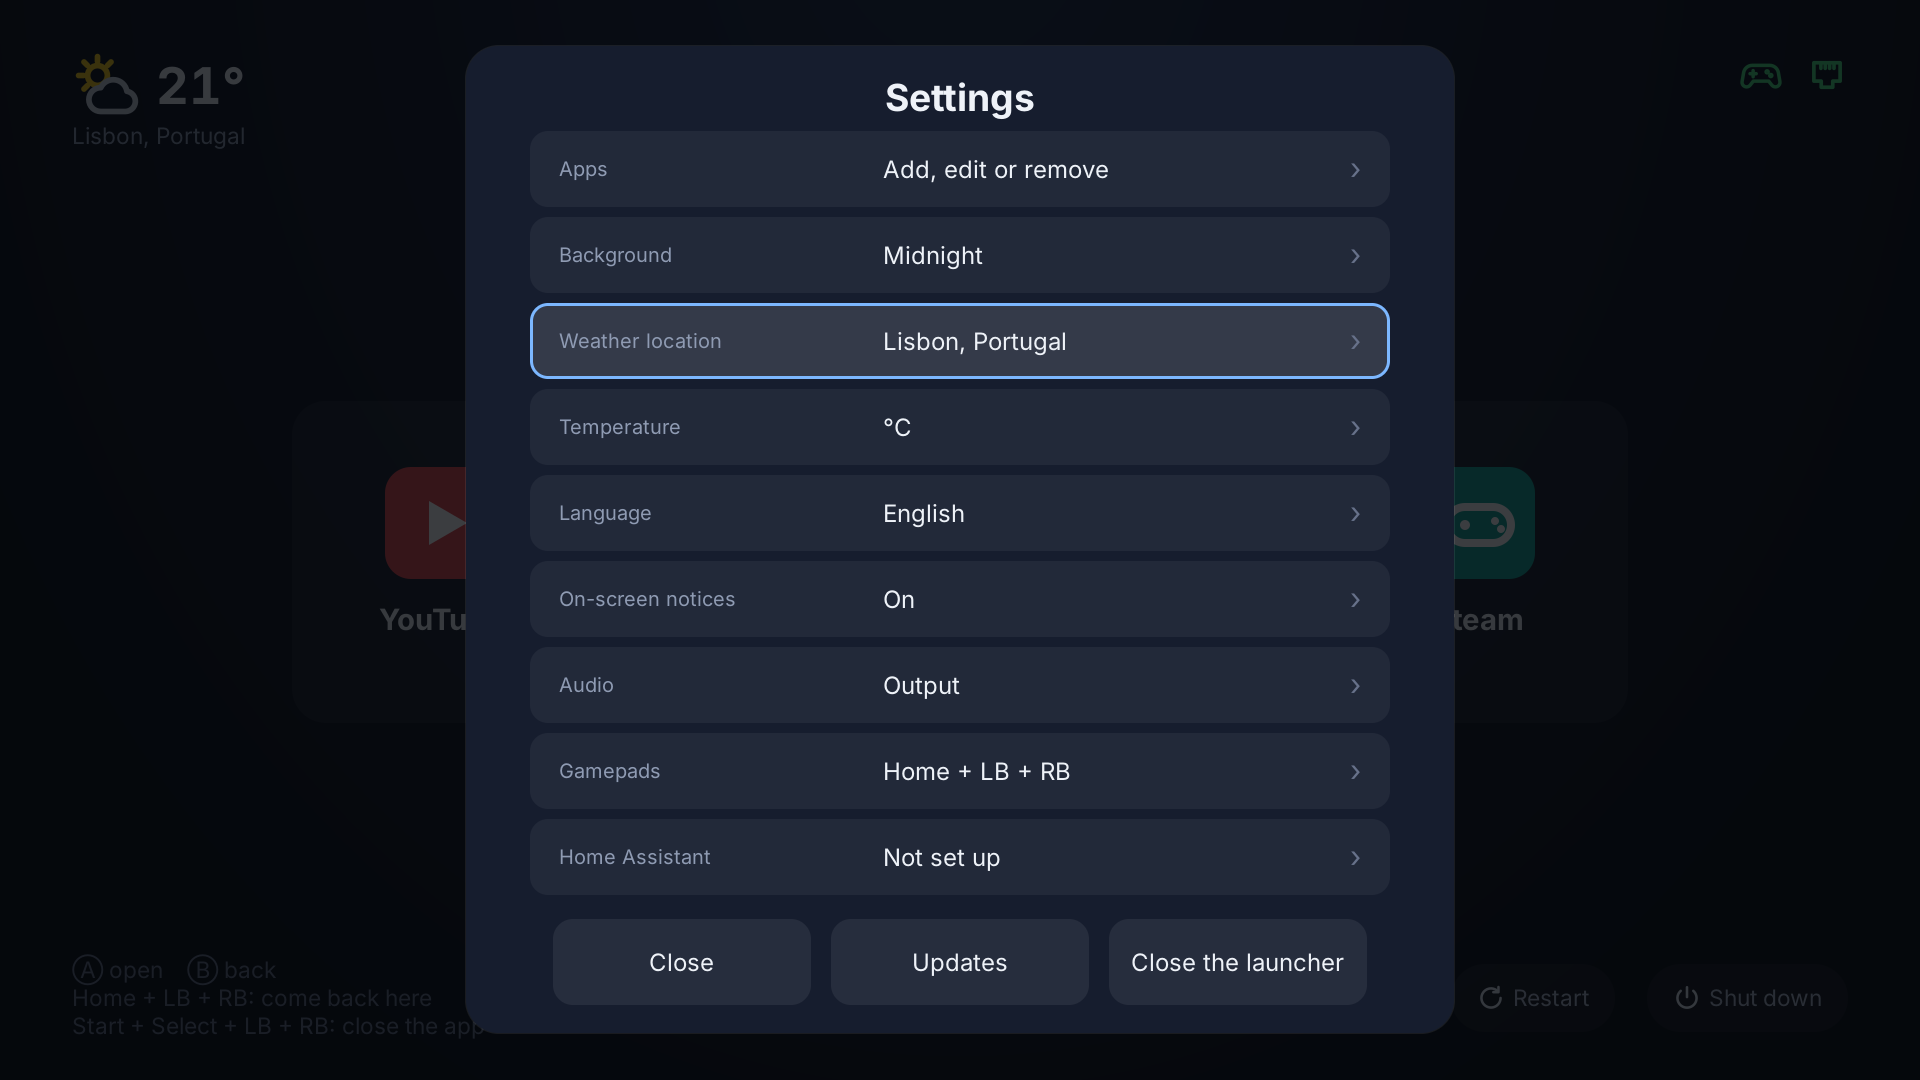 21°
Lisbon, Portugal
Settings
Apps Add, edit or remove
Background Midnight
Weather location Lisbon, Portugal
Temperature °C
Language English
On-screen notices On
Audio Output
Gamepads Home + LB + RB
Home Assistant Not set up
Close Updates Close the launcher
YouTu
team
A open B back
Home + LB + RB: come back here
Start + Select + LB + RB: close the app
Restart Shut down